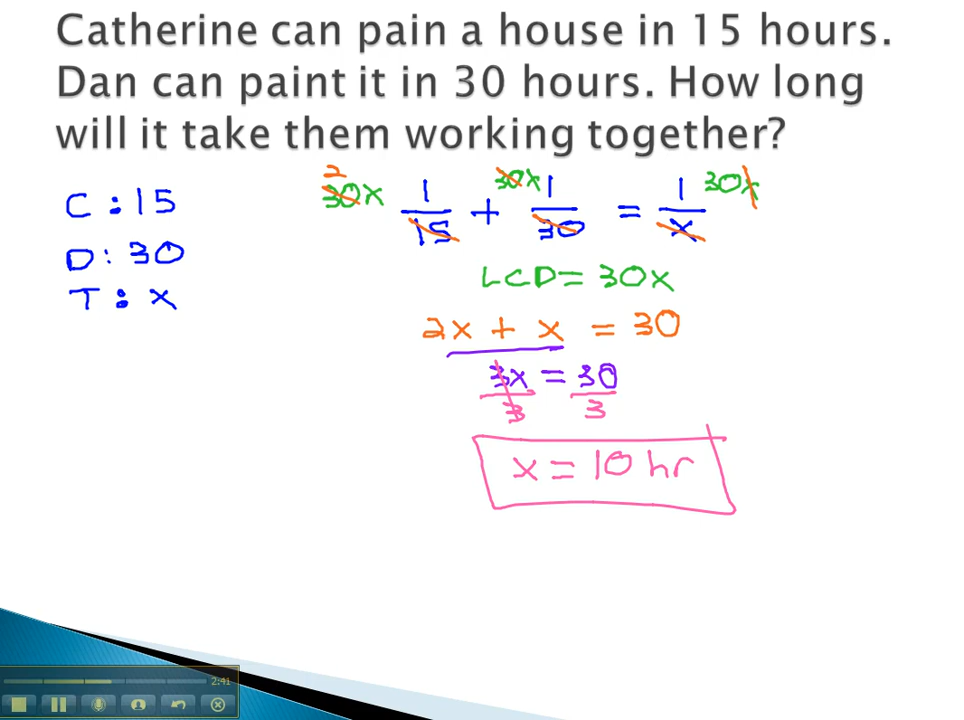 Catherine can pain a house in 15 hours.
Dan can paint it in 30 hours. How long
will it take them working together?
C : 15
D : 30
T : x
2
30x 1/15 + 30x 1/30 = 1/x 30x
LCD = 30x
2x + x = 30
3x = 30
3 3
x = 10 hr
2:41